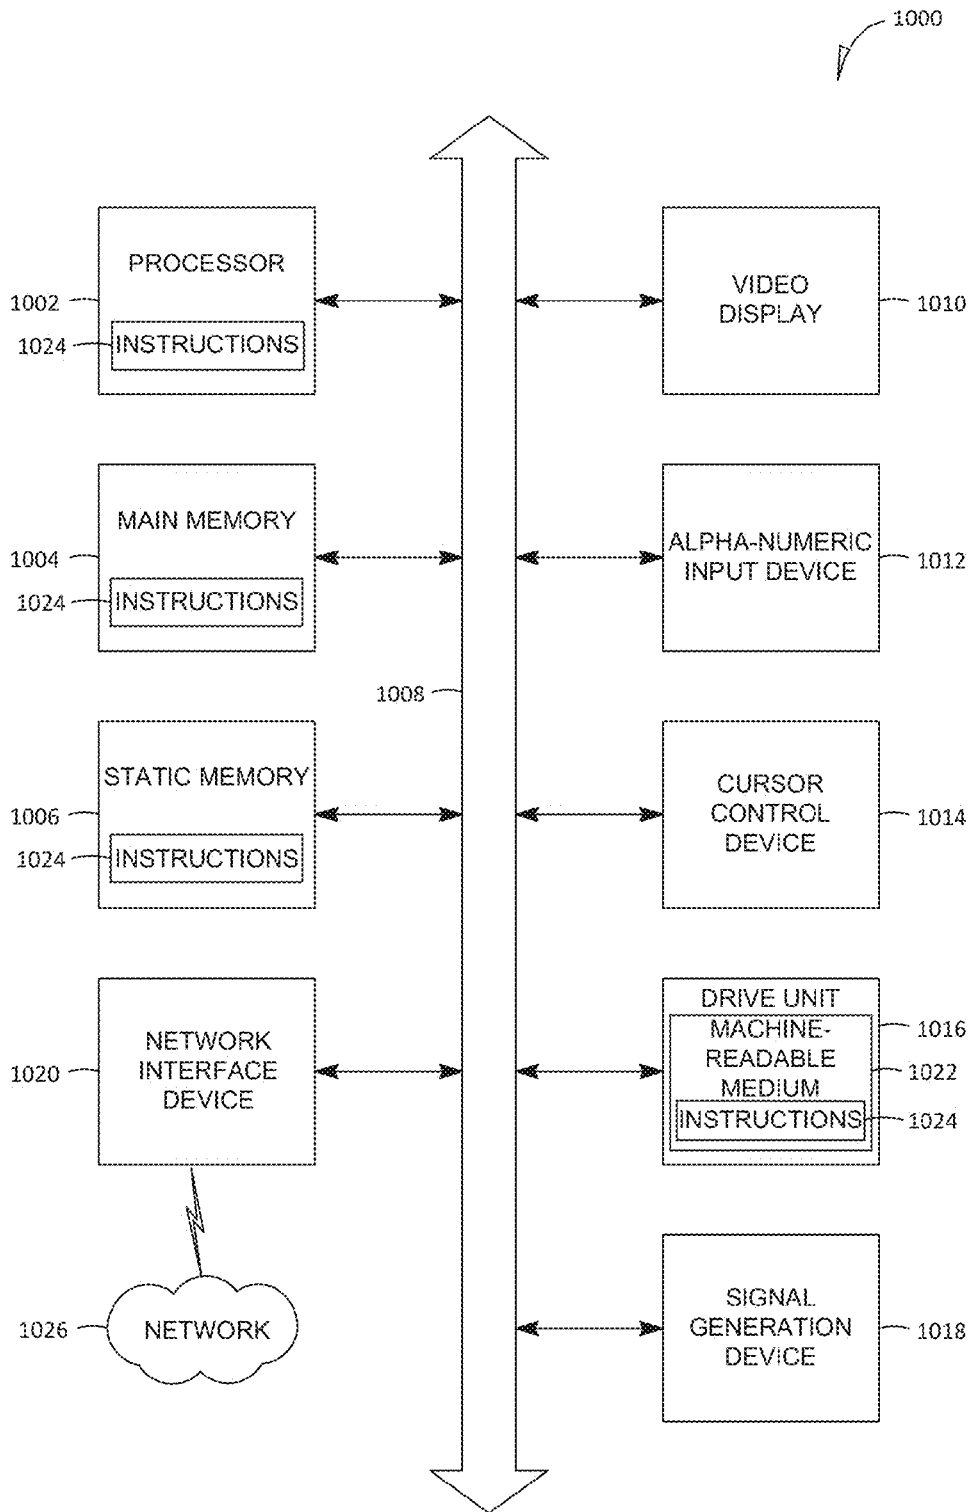 1000
PROCESSOR
1002
1024
INSTRUCTIONS
VIDEO
DISPLAY
1010
MAIN MEMORY
1004
1024
INSTRUCTIONS
ALPHA-NUMERIC
INPUT DEVICE
1012
1008
STATIC MEMORY
1006
1024
INSTRUCTIONS
CURSOR
CONTROL
DEVICE
1014
NETWORK
INTERFACE
DEVICE
1020
DRIVE UNIT
1016
MACHINE-
READABLE
MEDIUM
1022
INSTRUCTIONS
1024
1026
NETWORK
SIGNAL
GENERATION
DEVICE
1018